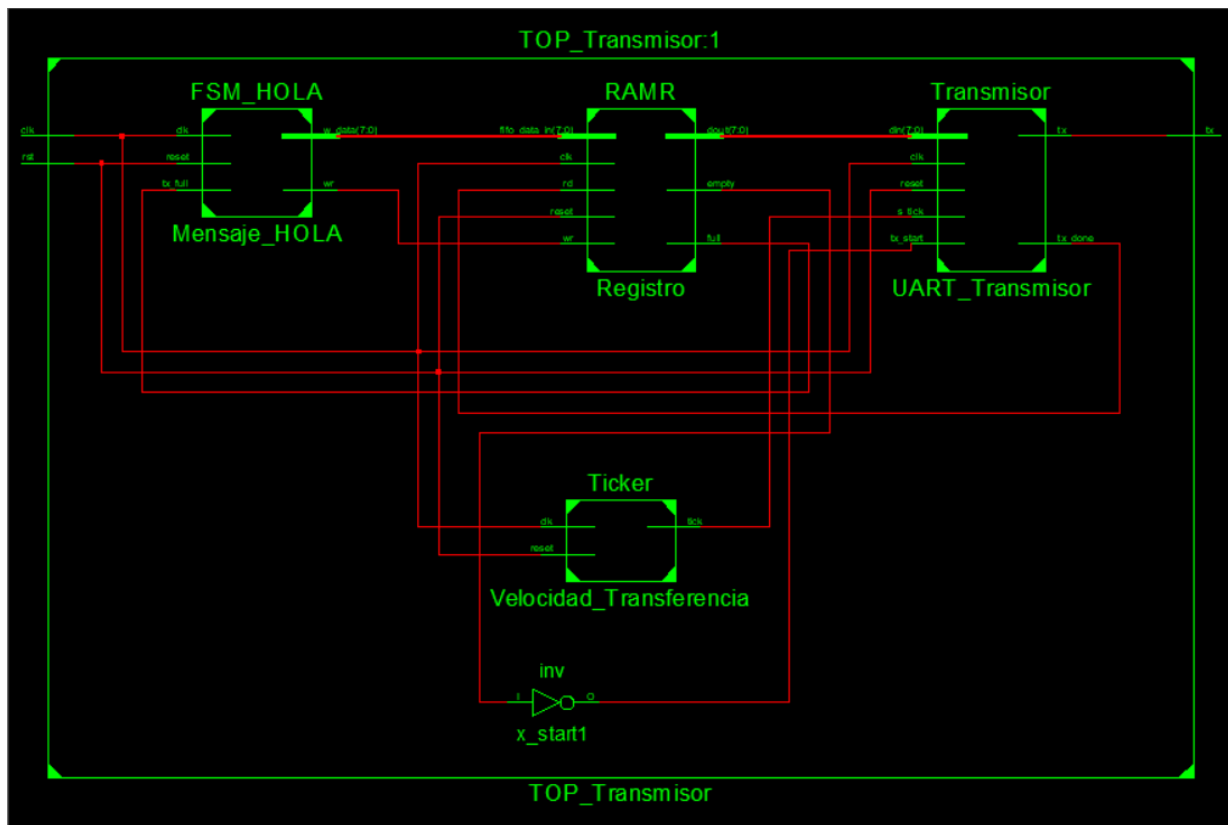 TOP_Transmisor:1
FSM_HOLA
RAMR
Transmisor
clk
clk
w_data(7:0)
fifo_data_in(7:0)
dout(7:0)
din(7:0)
tx
tx
rst
reset
clk
clk
tx_full
wr
rd
empty
reset
reset
s_tick
wr
full
tx_start
tx_done
Mensaje_HOLA
Registro
UART_Transmisor
Ticker
clk
tick
reset
Velocidad_Transferencia
inv
I
O
x_start1
TOP_Transmisor